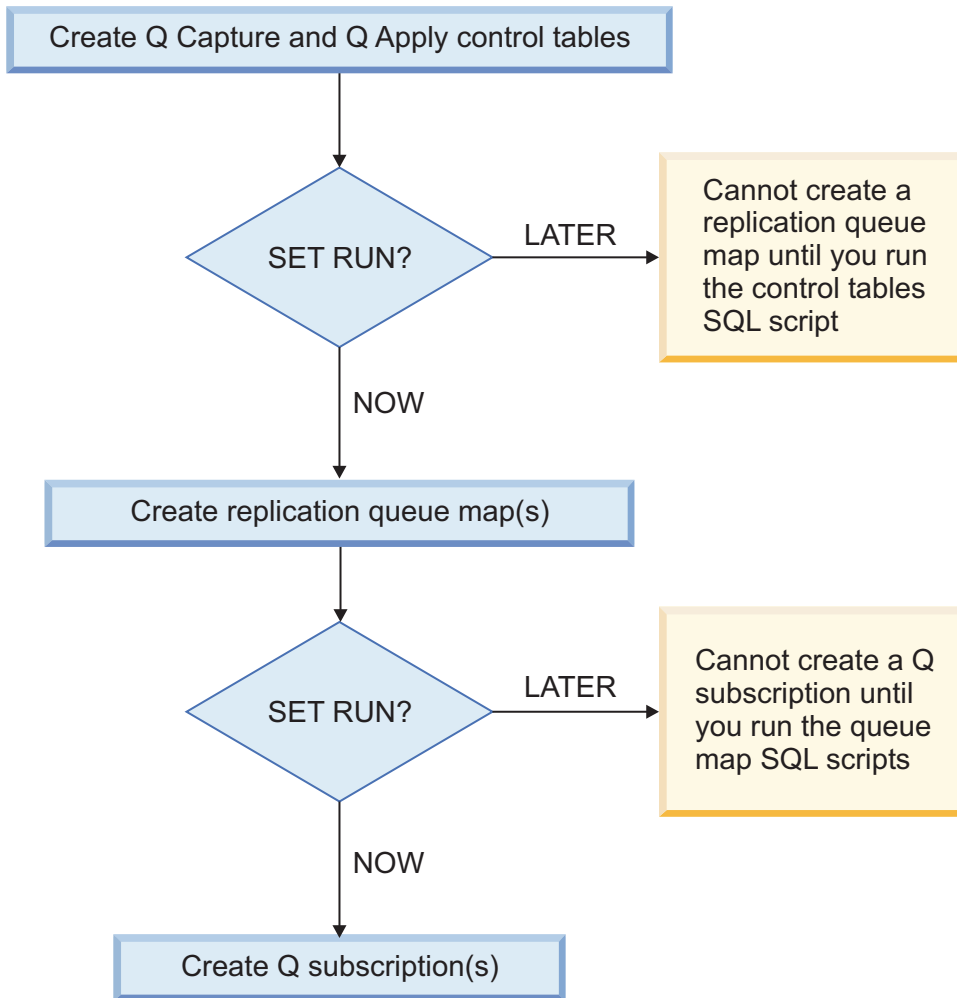 Create Q Capture and Q Apply control tables
SET RUN?
LATER
Cannot create a
replication queue
map until you run
the control tables
SQL script
NOW
Create replication queue map(s)
SET RUN?
LATER
Cannot create a Q
subscription until
you run the queue
map SQL scripts
NOW
Create Q subscription(s)